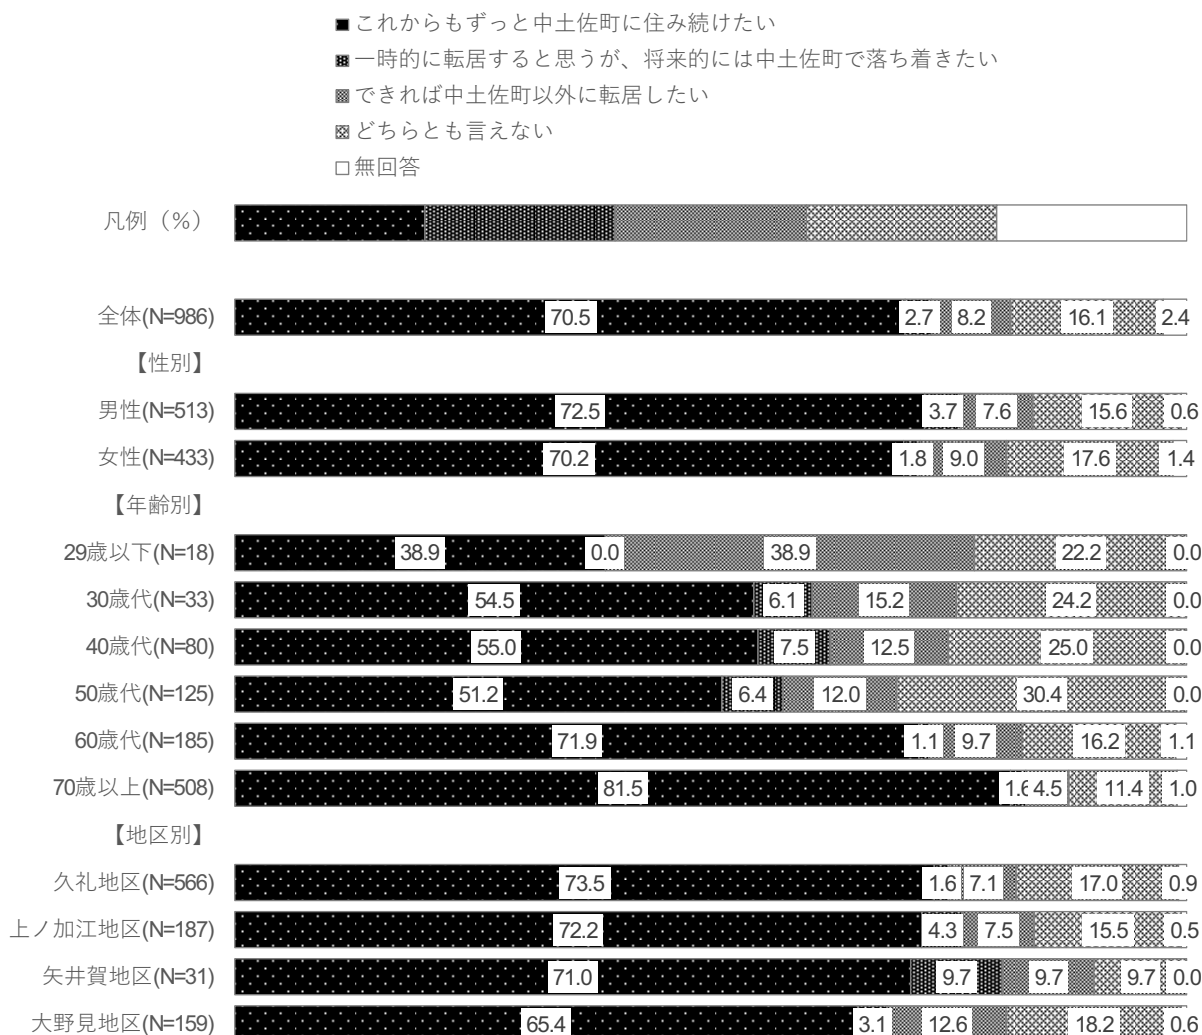 ■これからもずっと中土佐町に住み続けたい
■一時的に転居すると思うが、将来的には中土佐町で落ち着きたい
■できれば中土佐町以外に転居したい
■どちらとも言えない
□無回答
凡例（%）
全体(N=986) 70.5 2.7 8.2 16.1 2.4
【性別】
男性(N=513) 72.5 3.7 7.6 15.6 0.6
女性(N=433) 70.2 1.8 9.0 17.6 1.4
【年齢別】
29歳以下(N=18) 38.9 0.0 38.9 22.2 0.0
30歳代(N=33) 54.5 6.1 15.2 24.2 0.0
40歳代(N=80) 55.0 7.5 12.5 25.0 0.0
50歳代(N=125) 51.2 6.4 12.0 30.4 0.0
60歳代(N=185) 71.9 1.1 9.7 16.2 1.1
70歳以上(N=508) 81.5 1.6 4.5 11.4 1.0
【地区別】
久礼地区(N=566) 73.5 1.6 7.1 17.0 0.9
上ノ加江地区(N=187) 72.2 4.3 7.5 15.5 0.5
矢井賀地区(N=31) 71.0 9.7 9.7 9.7 0.0
大野見地区(N=159) 65.4 3.1 12.6 18.2 0.6